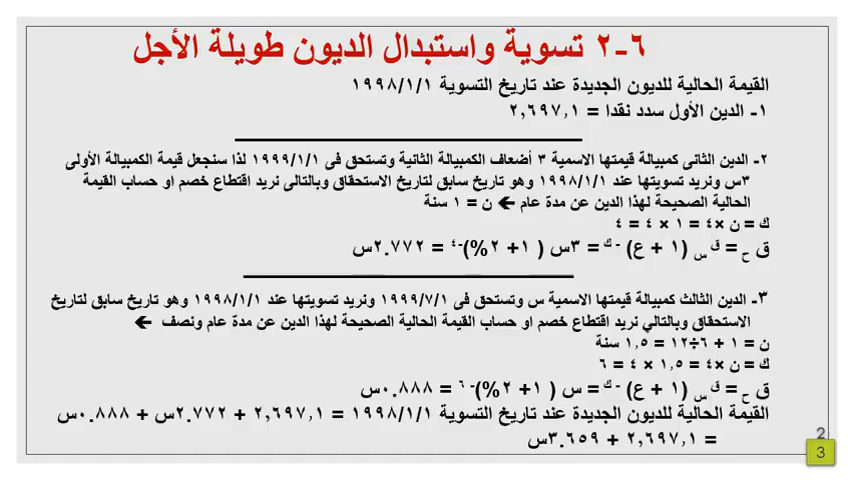 ٦-٢ تسوية واستبدال الديون طويلة الأجل
القيمة الحالية للديون الجديدة عند تاريخ التسوية ١٩٩٨/١/١
١- الدين الأول سدد نقدا = ٢,٦٩٧,١
٢- الدين الثانى كمبيالة قيمتها الاسمية ٣ أضعاف الكمبيالة الثانية وتستحق فى ١٩٩٩/١/١ لذا سنجعل قيمة الكمبيالة الأولى
٣س ونريد تسويتها عند ١٩٩٨/١/١ وهو تاريخ سابق لتاريخ الاستحقاق وبالتالى نريد اقتطاع خصم او حساب القيمة
الحالية الصحيحة لهذا الدين عن مدة عام ⇐ ن = ١ سنة
ك = ن ×٤ = ١ × ٤ = ٤
ق ح = ق س (١ + ع) -ك = ٣س ( ١+ ٢%)-٤ = ٢.٧٧٢س
٣- الدين الثالث كمبيالة قيمتها الاسمية س وتستحق فى ١٩٩٩/٧/١ ونريد تسويتها عند ١٩٩٨/١/١ وهو تاريخ سابق لتاريخ
الاستحقاق وبالتالي نريد اقتطاع خصم او حساب القيمة الحالية الصحيحة لهذا الدين عن مدة عام ونصف ⇐
ن = ١ + ٦÷١٢ = ١,٥ سنة
ك = ن ×٤ = ١,٥ × ٤ = ٦
ق ح = ق س (١ + ع) -ك = س ( ١+ ٢%)-٦ = ٠.٨٨٨س
القيمة الحالية للديون الجديدة عند تاريخ التسوية ١٩٩٨/١/١ = ٢,٦٩٧,١ + ٢.٧٧٢س + ٠.٨٨٨س
= ٢,٦٩٧,١ + ٣.٦٥٩س
2
3